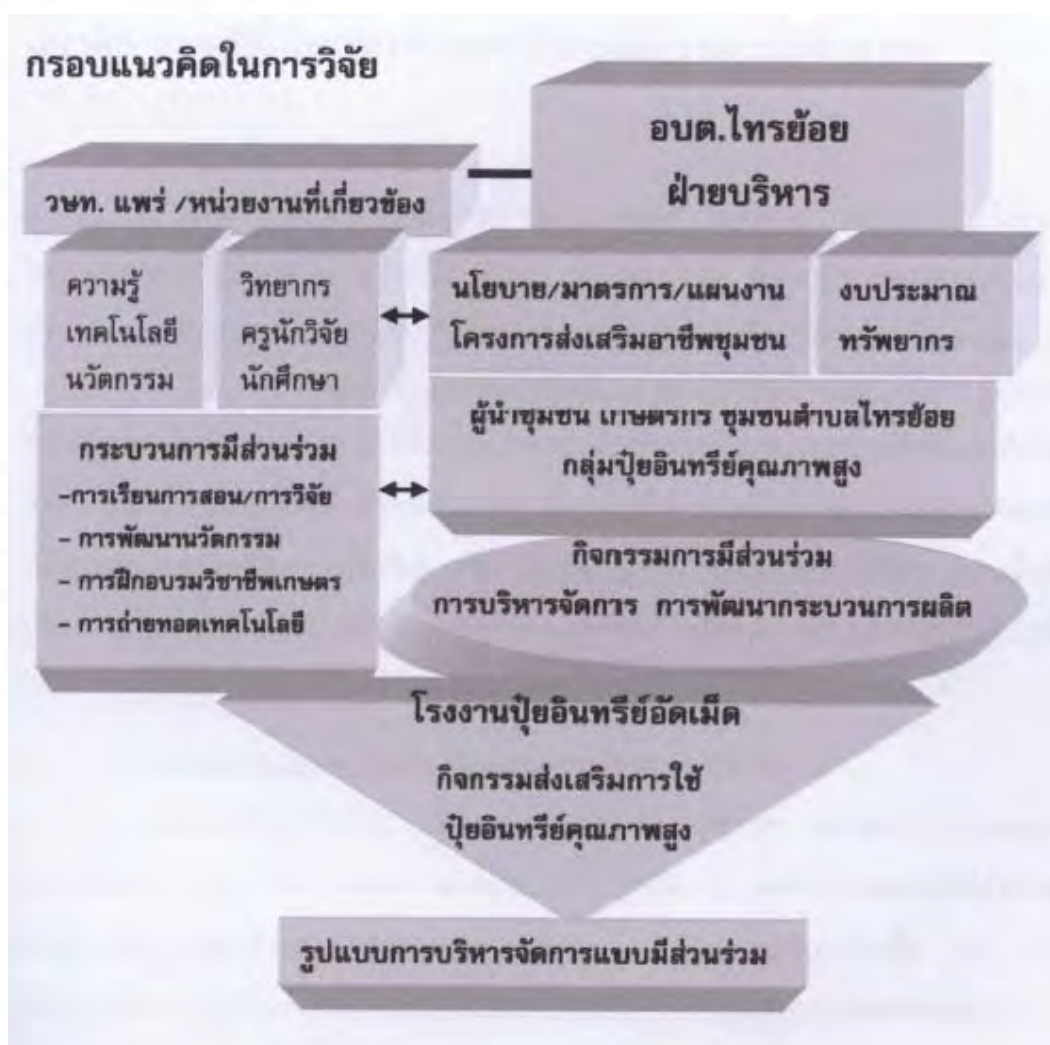 กรอบแนวคิดในการวิจัย
อบต.ไทรย้อย
ฝ่ายบริหาร
วษท. แพร่ /หน่วยงานที่เกี่ยวข้อง
ความรู้
เทคโนโลยี
นวัตกรรม
วิทยากร
ครูนักวิจัย
นักศึกษา
นโยบาย/มาตรการ/แผนงาน
โครงการส่งเสริมอาชีพชุมชน
งบประมาณ
ทรัพยากร
ผู้นำชุมชน เกษตรกร ชุมชนตำบลไทรย้อย
กลุ่มปุ๋ยอินทรีย์คุณภาพสูง
กระบวนการมีส่วนร่วม
-การเรียนการสอน/การวิจัย
- การพัฒนานวัตกรรม
- การฝึกอบรมวิชาชีพเกษตร
- การถ่ายทอดเทคโนโลยี
กิจกรรมการมีส่วนร่วม
การบริหารจัดการ การพัฒนากระบวนการผลิต
โรงงานปุ๋ยอินทรีย์อัดเม็ด
กิจกรรมส่งเสริมการใช้
ปุ๋ยอินทรีย์คุณภาพสูง
รูปแบบการบริหารจัดการแบบมีส่วนร่วม